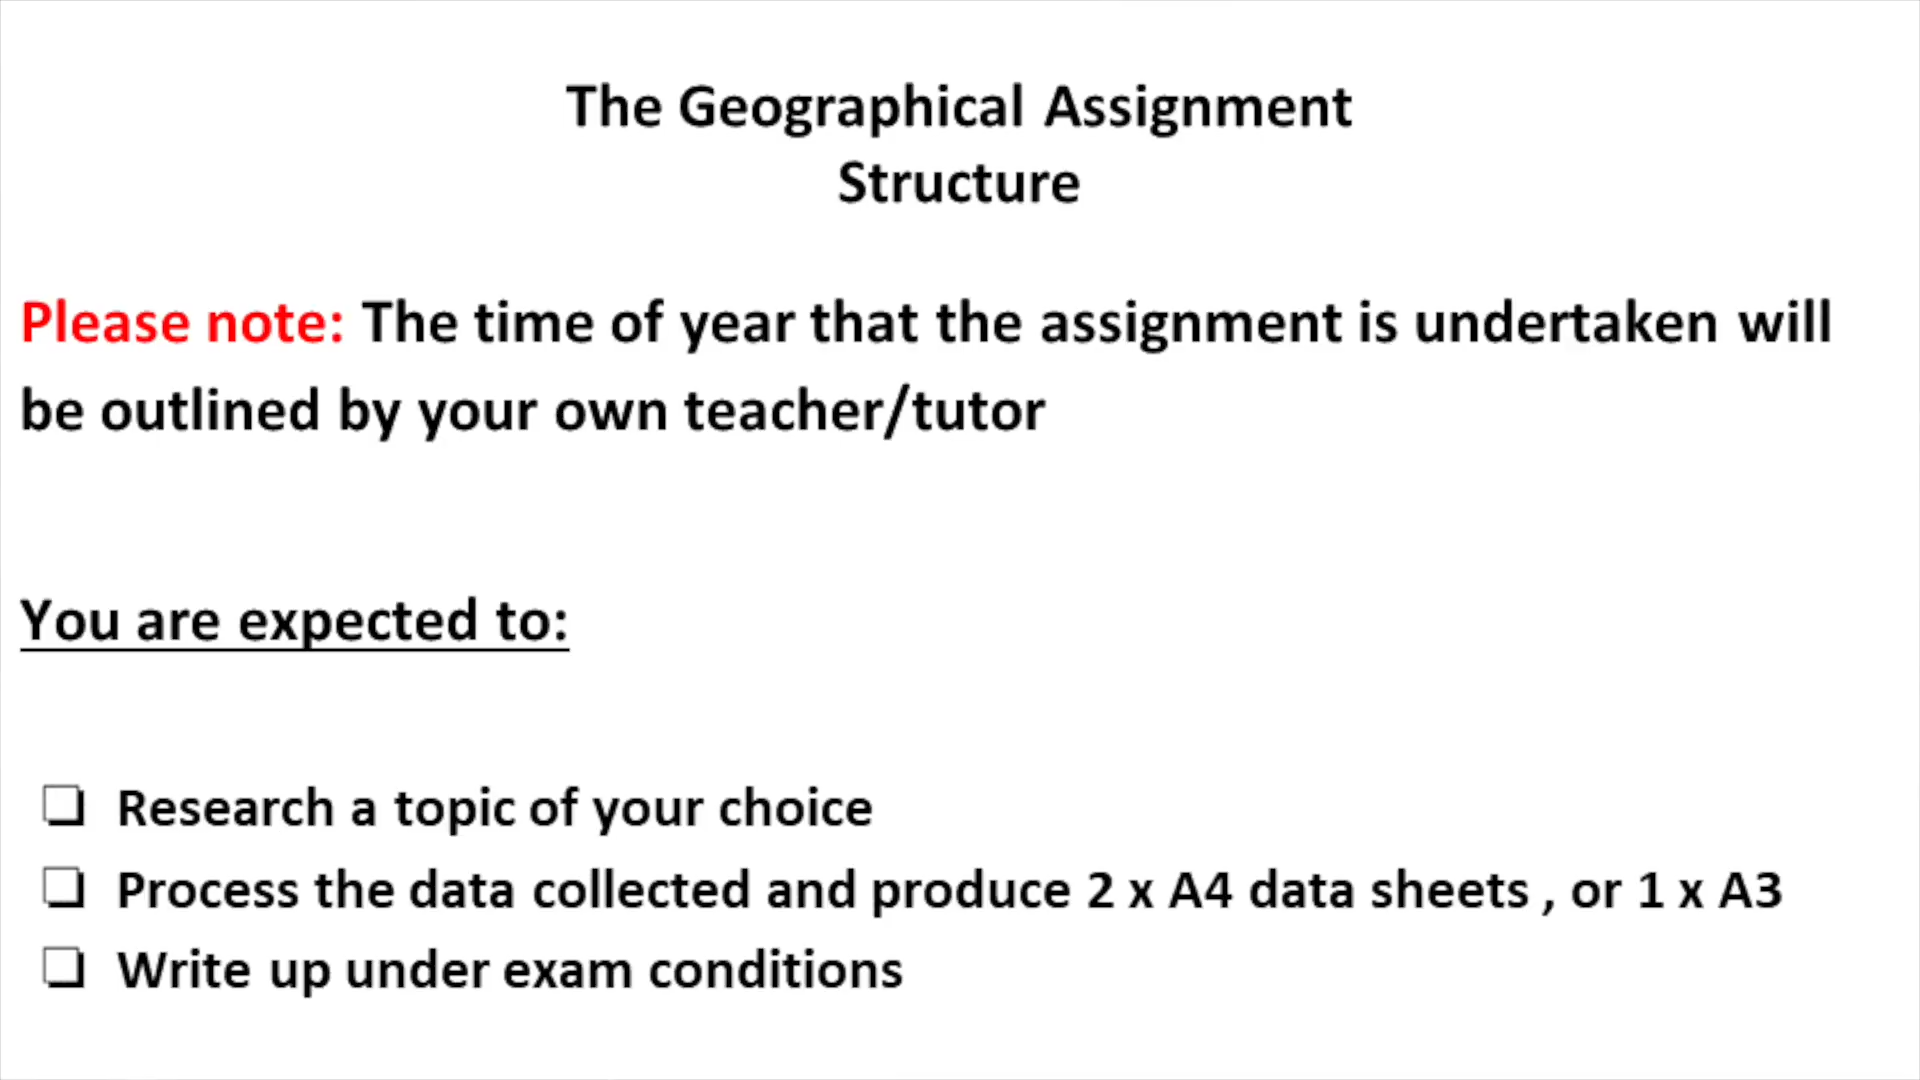 The Geographical Assignment
Structure
Please note: The time of year that the assignment is undertaken will
be outlined by your own teacher/tutor
You are expected to:
❑ Research a topic of your choice
❑ Process the data collected and produce 2 x A4 data sheets , or 1 x A3
❑ Write up under exam conditions